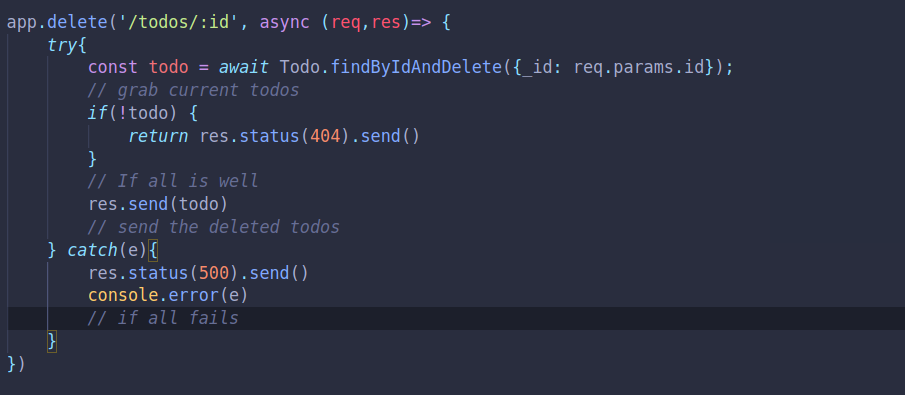 app.delete('/todos/:id', async (req,res)=> {
    try{
        const todo = await Todo.findByIdAndDelete({_id: req.params.id});
        // grab current todos
        if(!todo) {
            return res.status(404).send()
        }
        // If all is well
        res.send(todo)
        // send the deleted todos
    } catch(e){
        res.status(500).send()
        console.error(e)
        // if all fails
    }
})